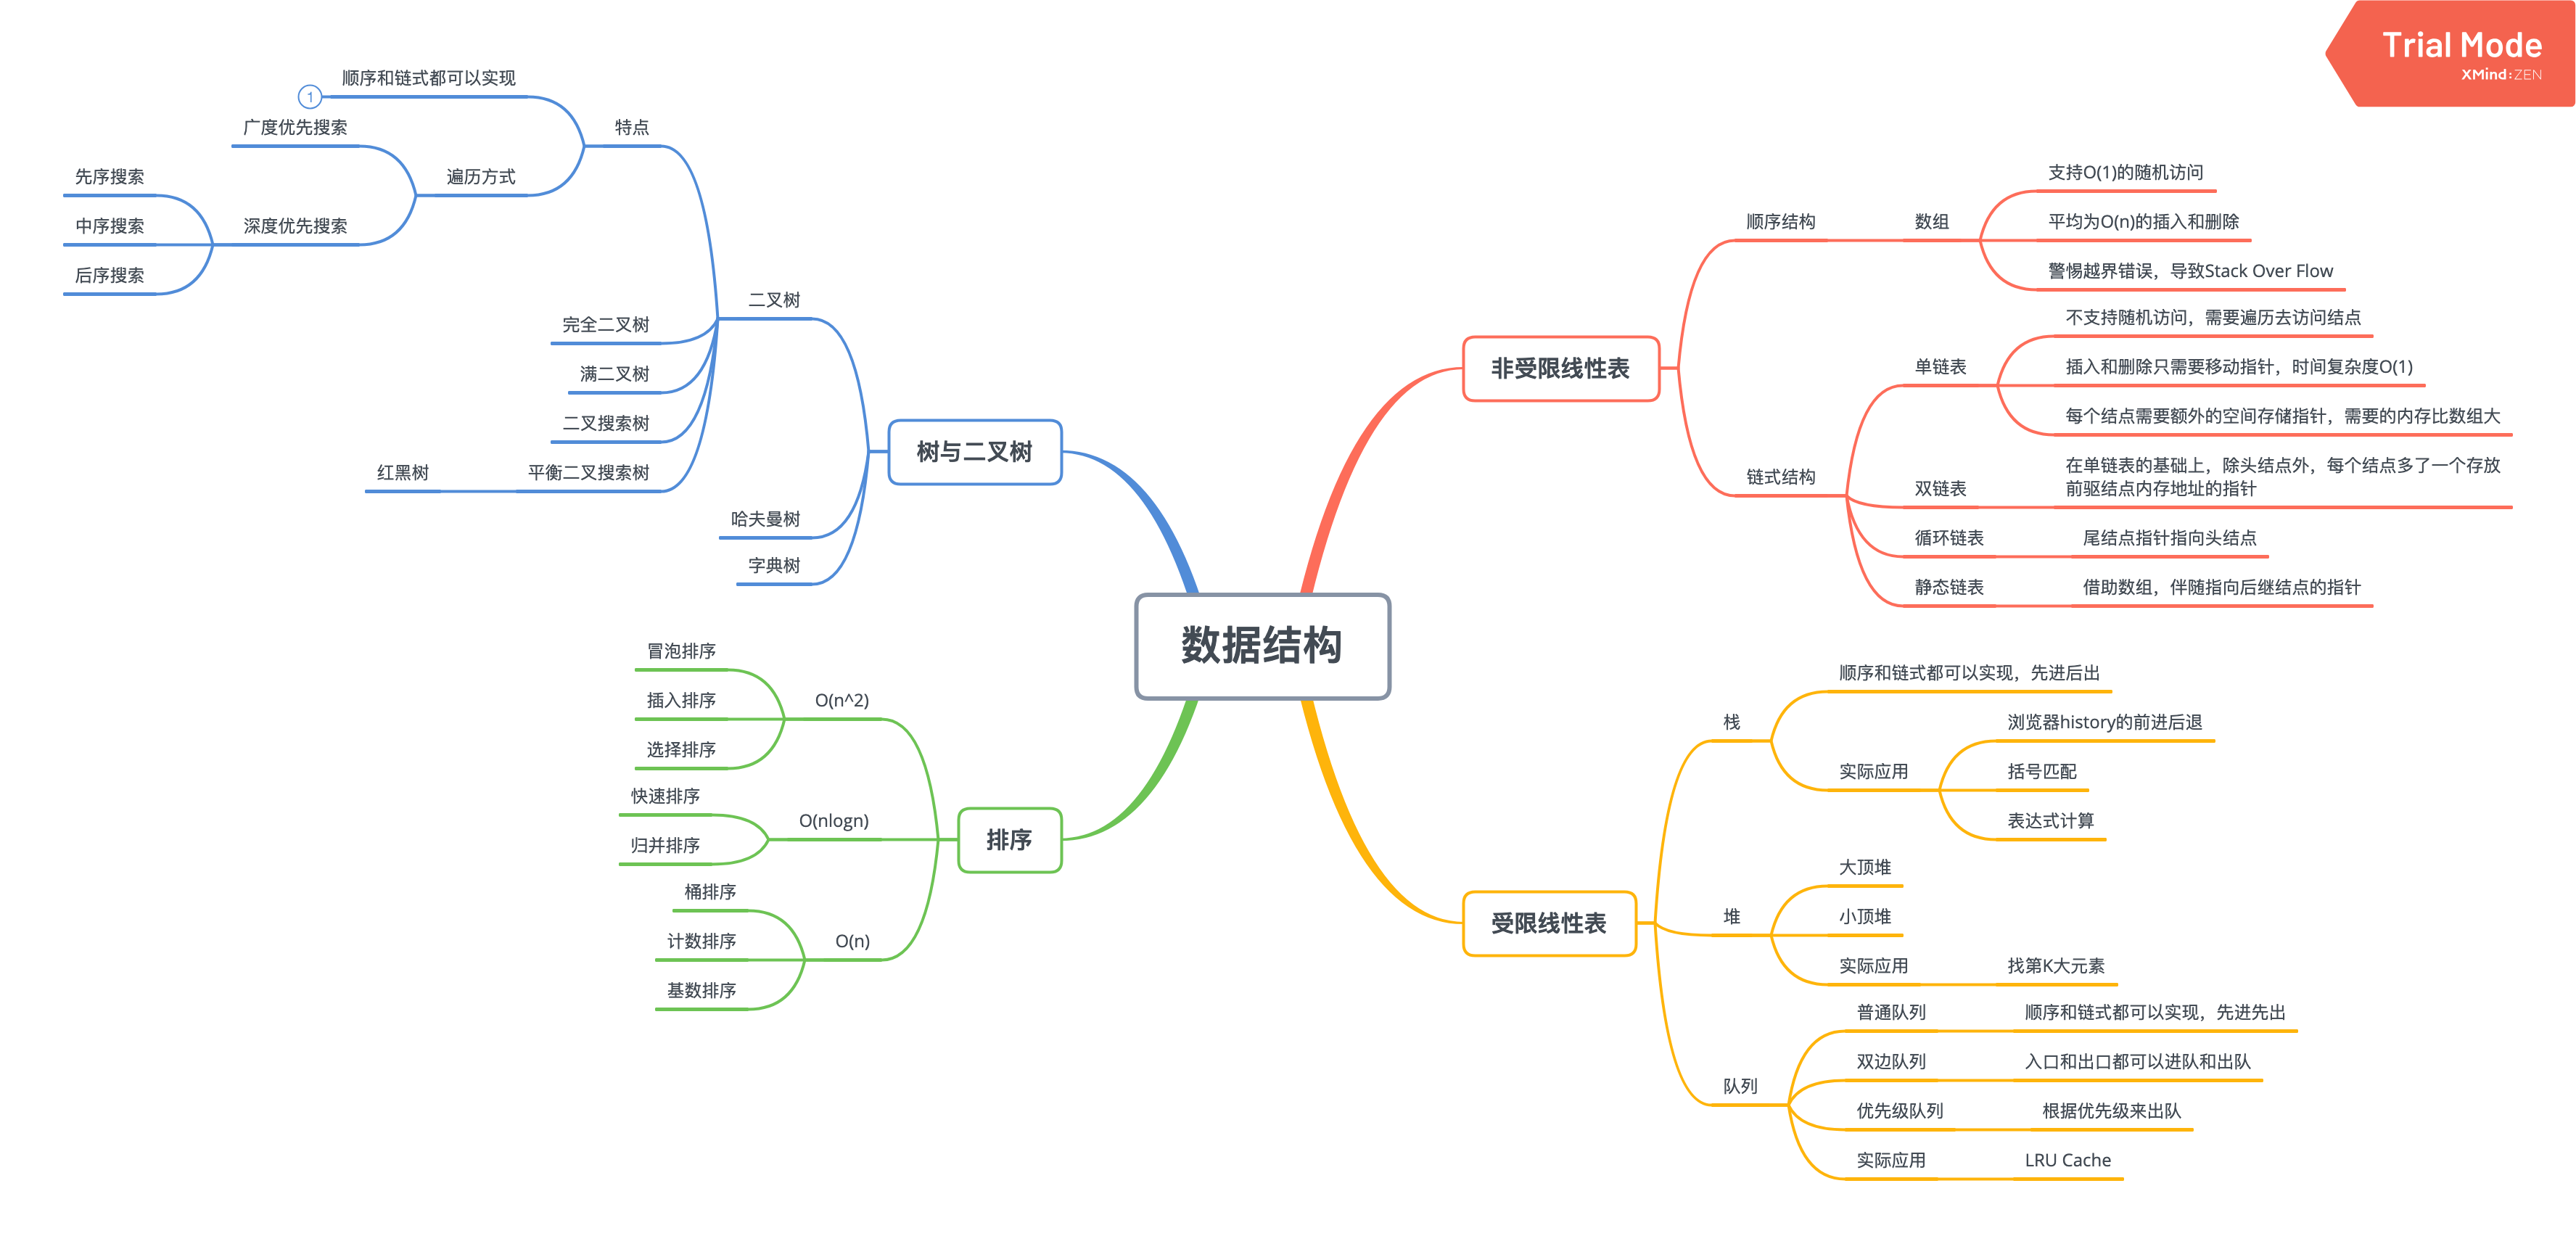 Trial Mode
XMind:ZEN
数据结构
非受限线性表
顺序结构
数组
支持O(1)的随机访问
平均为O(n)的插入和删除
警惕越界错误，导致Stack Over Flow
链式结构
单链表
不支持随机访问，需要遍历去访问结点
插入和删除只需要移动指针，时间复杂度O(1)
每个结点需要额外的空间存储指针，需要的内存比数组大
双链表
在单链表的基础上，除头结点外，每个结点多了一个存放
前驱结点内存地址的指针
循环链表
尾结点指针指向头结点
静态链表
借助数组，伴随指向后继结点的指针
受限线性表
栈
顺序和链式都可以实现，先进后出
实际应用
浏览器history的前进后退
括号匹配
表达式计算
堆
大顶堆
小顶堆
实际应用
找第K大元素
队列
普通队列
顺序和链式都可以实现，先进先出
双边队列
入口和出口都可以进队和出队
优先级队列
根据优先级来出队
实际应用
LRU Cache
树与二叉树
二叉树
特点
顺序和链式都可以实现
1
遍历方式
广度优先搜索
深度优先搜索
先序搜索
中序搜索
后序搜索
完全二叉树
满二叉树
二叉搜索树
平衡二叉搜索树
红黑树
哈夫曼树
字典树
排序
O(n^2)
冒泡排序
插入排序
选择排序
O(nlogn)
快速排序
归并排序
O(n)
桶排序
计数排序
基数排序